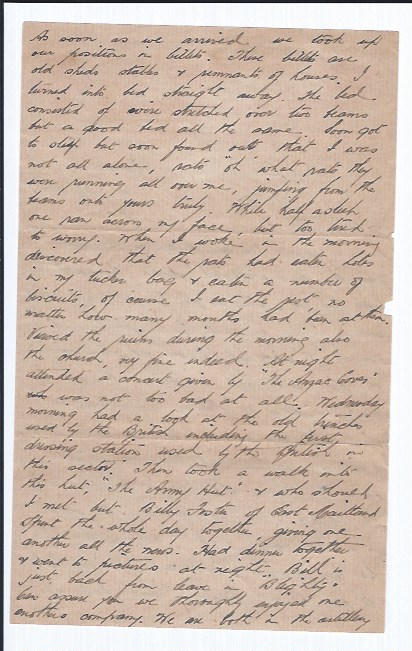 As soon as we arrived we took up
our positions in billets. These billets are
old sheds stables & remnants of houses. I
turned into bed straight away. The bed
consisted of wire stretched over two beams
but a good bed all the same. Soon got
to sleep but soon found out that I was
not all alone, rats "oh what rats they
were running all over me, jumping from the
beams onto yours truly. While half asleep
one ran across my face, but too tired
to worry. When I woke in the morning
discovered that the rats had eaten holes
in my tucker bag & eaten a number of
biscuits, of course I eat the rest no
matter how many months had been at them.
Viewed the ruins during the morning also
the church, very fine indeed. At night
attended a concert given by "The Anzac Coves"
was not too bad at all. Wednesday
morning had a look at the old trenches
used by the British including the first
dressing station used by the British in
this sector. Then took a walk into
this hut, "The Army Hut" & who should
I met but Billy of East Maitland
Spent the whole day together giving one
another all the news. Had dinner together
& went to pictures at night. Bill is
just back from leave in "Blighty"
can assure you we thoroughly enjoyed one
anothers company. We are both in the artillery